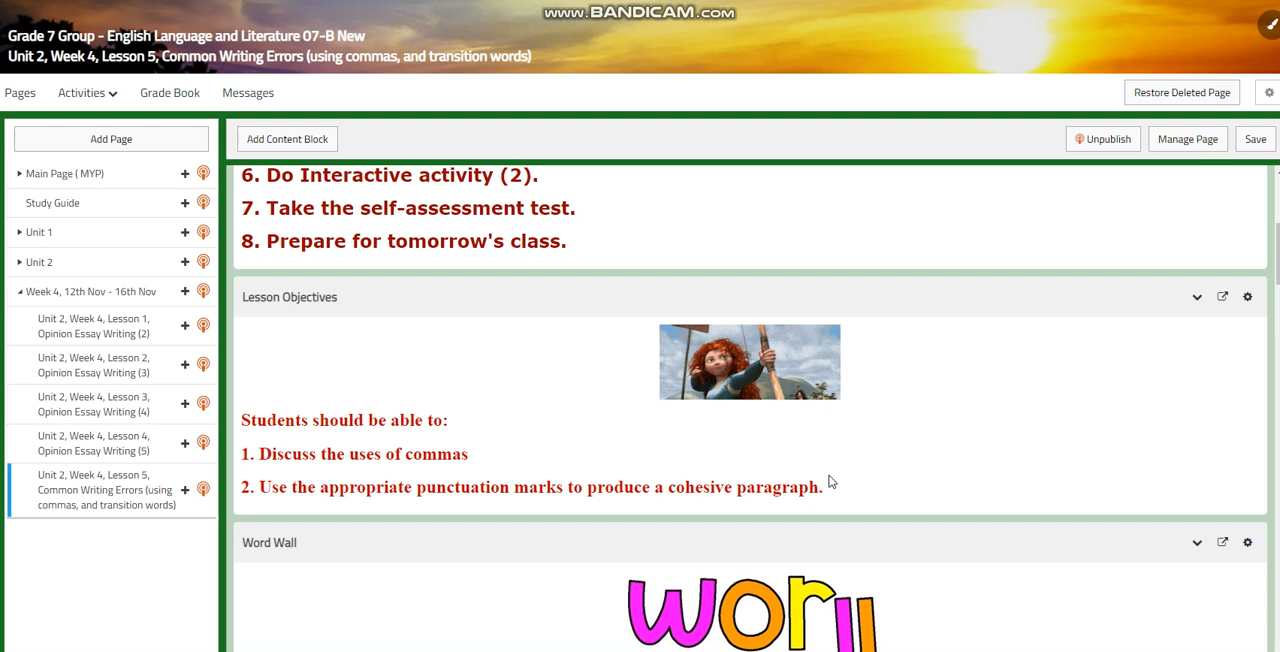 www.BANDICAM.com
Grade 7 Group - English Language and Literature 07-B New
Unit 2, Week 4, Lesson 5, Common Writing Errors (using commas, and transition words)
Pages
Activities
Grade Book
Messages
Restore Deleted Page
Add Page
Add Content Block
Unpublish
Manage Page
Save
Main Page ( MYP)
Study Guide
Unit 1
Unit 2
Week 4, 12th Nov - 16th Nov
Unit 2, Week 4, Lesson 1,
Opinion Essay Writing (2)
Unit 2, Week 4, Lesson 2,
Opinion Essay Writing (3)
Unit 2, Week 4, Lesson 3,
Opinion Essay Writing (4)
Unit 2, Week 4, Lesson 4,
Opinion Essay Writing (5)
Unit 2, Week 4, Lesson 5,
Common Writing Errors (using
commas, and transition words)
6. Do Interactive activity (2).
7. Take the self-assessment test.
8. Prepare for tomorrow's class.
Lesson Objectives
Students should be able to:
1. Discuss the uses of commas
2. Use the appropriate punctuation marks to produce a cohesive paragraph.
Word Wall